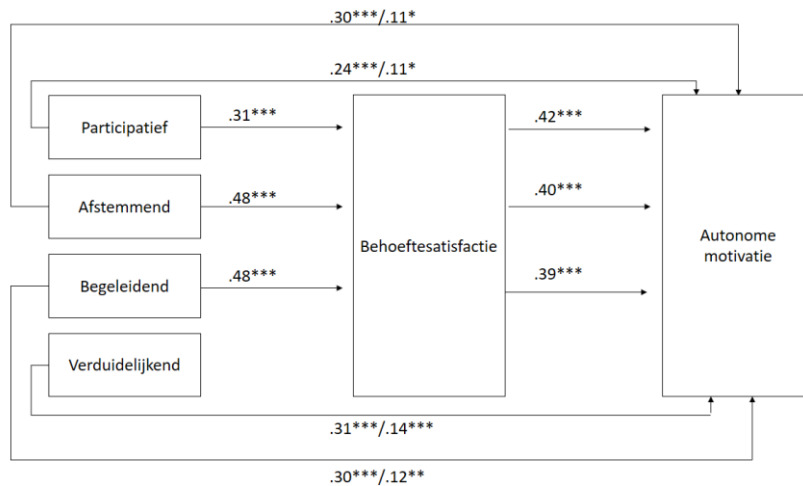 .30***/.11*
.24***/.11*
Participatief
.31***
.42***
Afstemmend
.48***
.40***
Behoeftesatisfactie
Autonome
motivatie
Begeleidend
.48***
.39***
Verduidelijkend
.31***/.14***
.30***/.12**